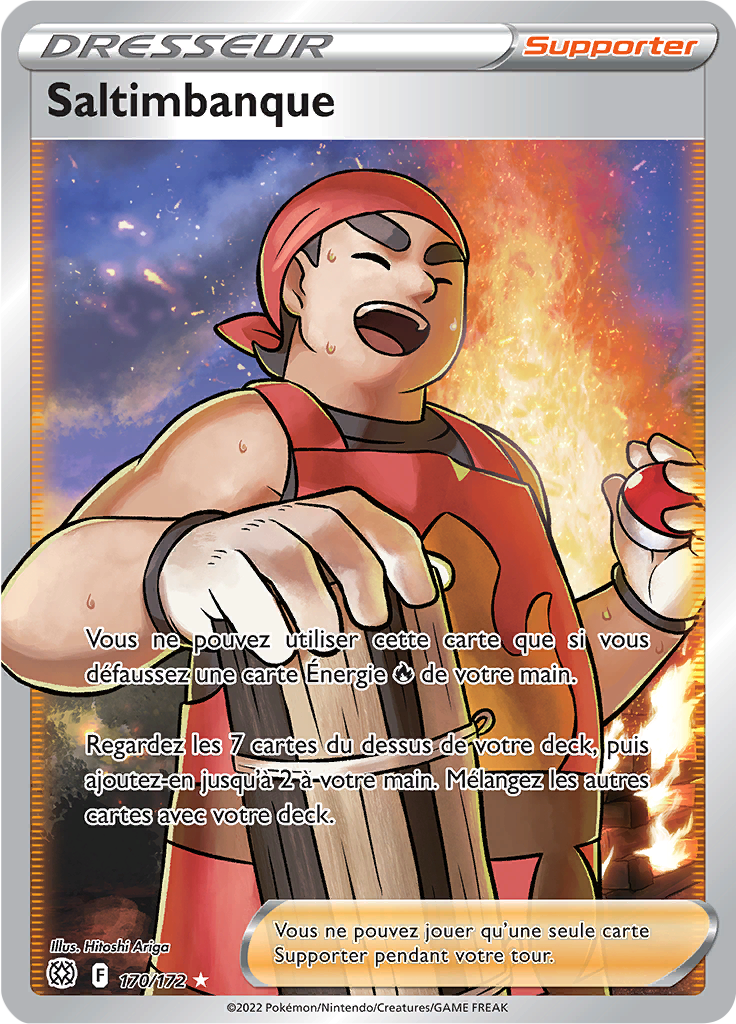 DRESSEUR Supporter
Saltimbanque
Vous ne pouvez utiliser cette carte que si vous
défaussez une carte Énergie de votre main.
Regardez les 7 cartes du dessus de votre deck, puis
ajoutez-en jusqu'à 2 à votre main. Mélangez les autres
cartes avec votre deck.
Vous ne pouvez jouer qu'une seule carte
Supporter pendant votre tour.
Illus. Hitoshi Ariga
F 170/172 ★
©2022 Pokémon/Nintendo/Creatures/GAME FREAK